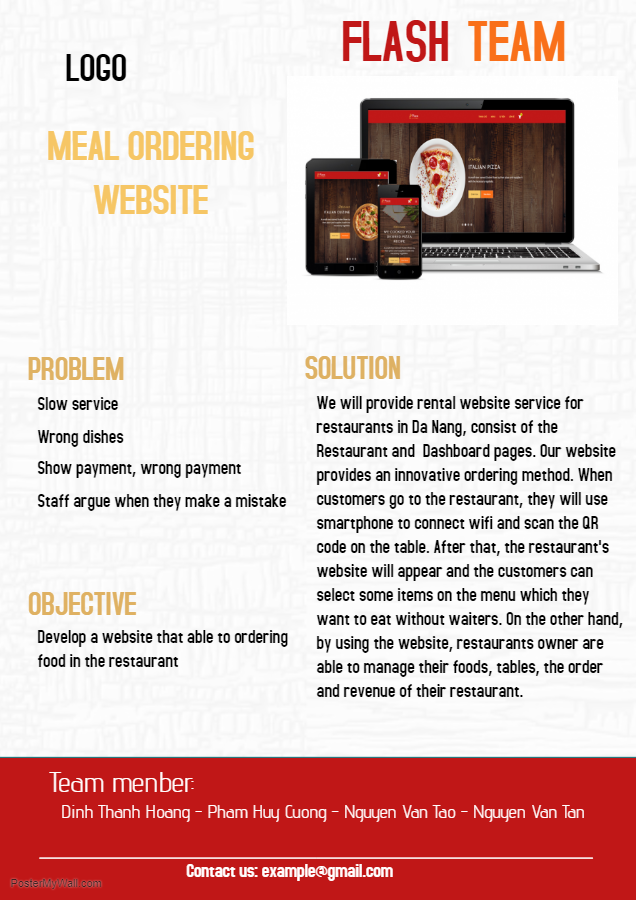 FLASH TEAM
LOGO
MEAL ORDERING
WEBSITE
ITALIAN PIZZA
PROBLEM
Slow service
Wrong dishes
Show payment, wrong payment
Staff argue when they make a mistake
OBJECTIVE
Develop a website that able to ordering
food in the restaurant
SOLUTION
We will provide rental website service for
restaurants in Da Nang, consist of the
Restaurant and Dashboard pages. Our website
provides an innovative ordering method. When
customers go to the restaurant, they will use
smartphone to connect wifi and scan the QR
code on the table. After that, the restaurant's
website will appear and the customers can
select some items on the menu which they
want to eat without waiters. On the other hand,
by using the website, restaurants owner are
able to manage their foods, tables, the order
and revenue of their restaurant.
Team menber:
Dinh Thanh Hoang - Pham Huy Cuong - Nguyen Van Tao - Nguyen Van Tan
Contact us: example@gmail.com
PosterMyWall.com